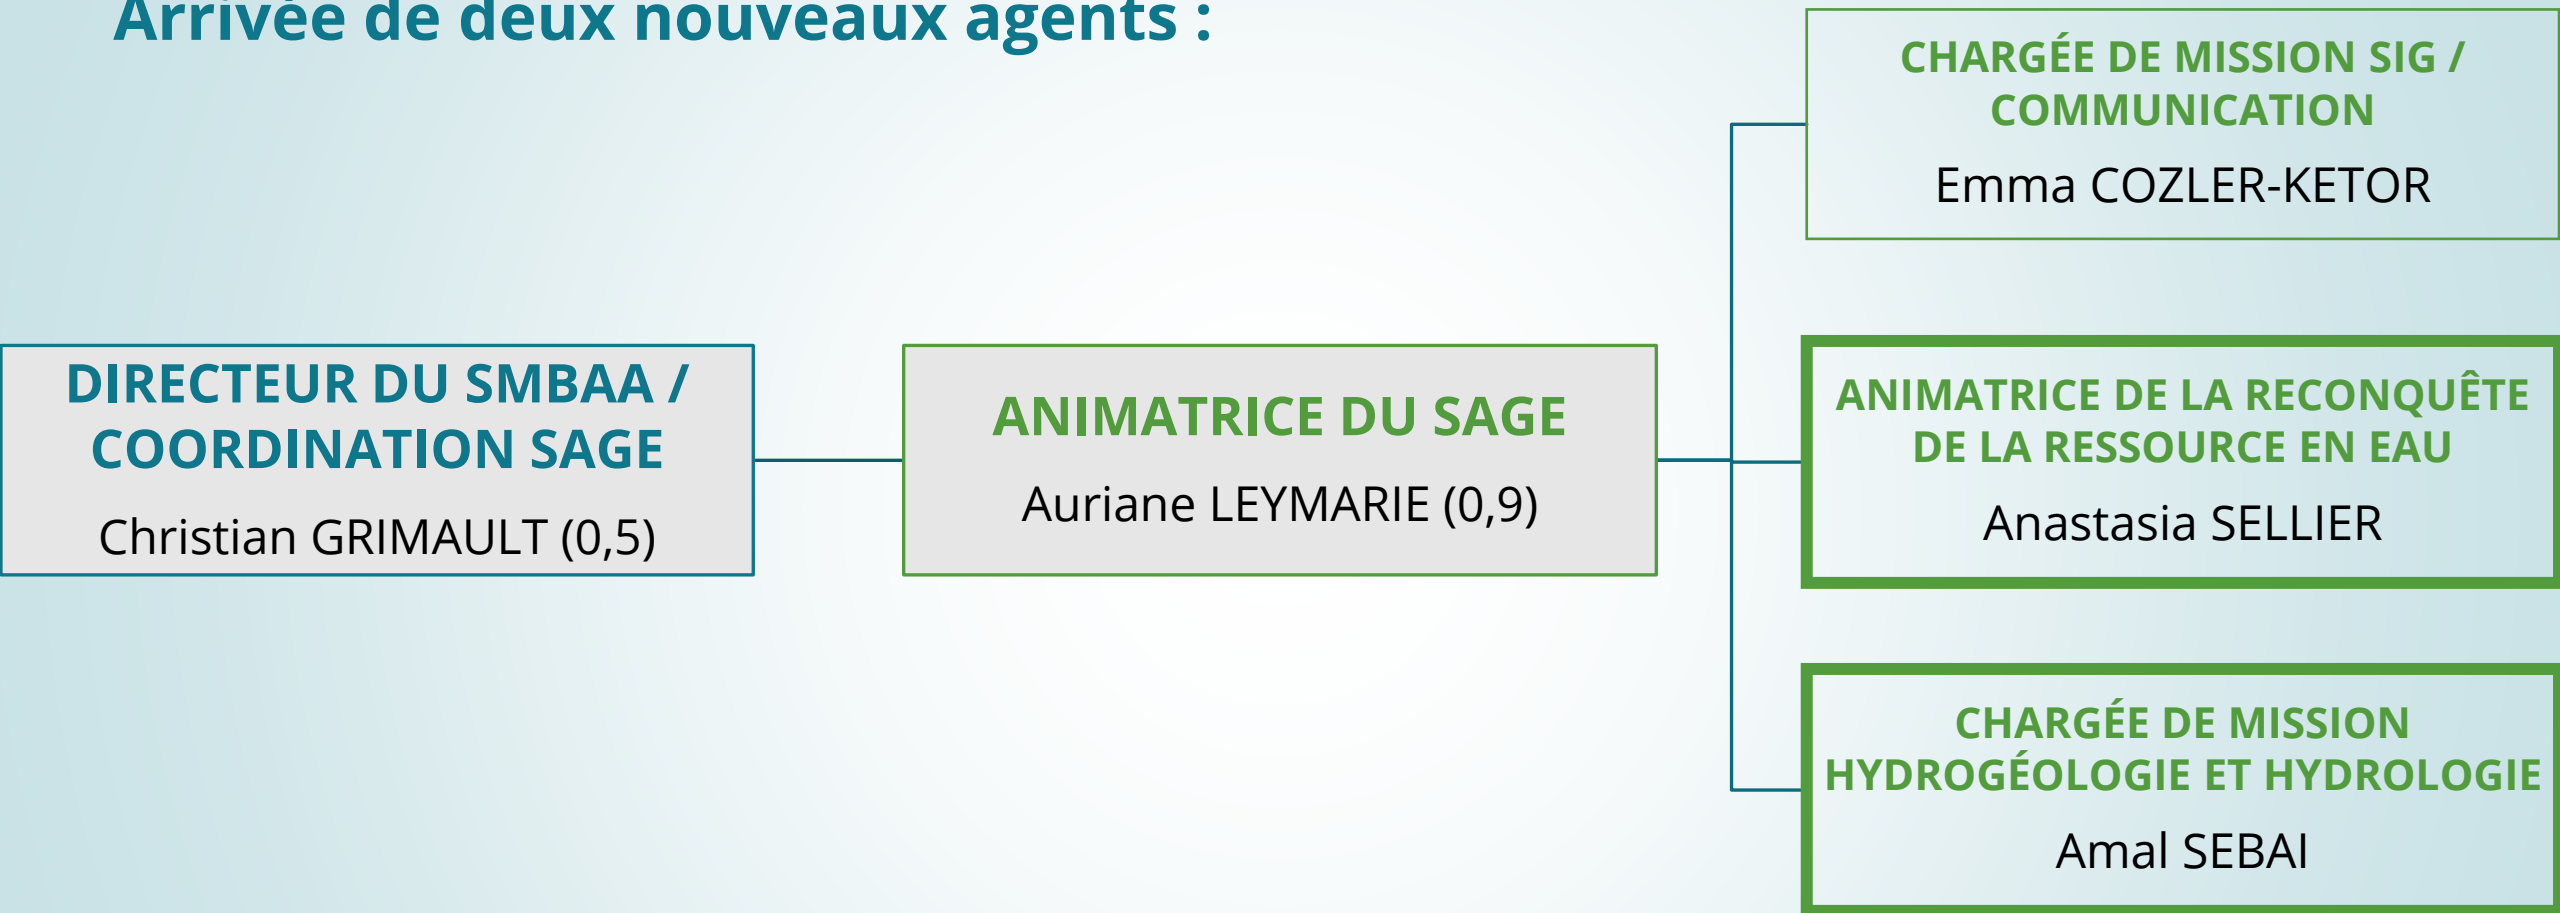 Arrivée de deux nouveaux agents :
DIRECTEUR DU SMBAA /
COORDINATION SAGE
Christian GRIMAULT (0,5)
ANIMATRICE DU SAGE
Auriane LEYMARIE (0,9)
CHARGÉE DE MISSION SIG /
COMMUNICATION
Emma COZLER-KETOR
ANIMATRICE DE LA RECONQUÊTE
DE LA RESSOURCE EN EAU
Anastasia SELLIER
CHARGÉE DE MISSION
HYDROGÉOLOGIE ET HYDROLOGIE
Amal SEBAI